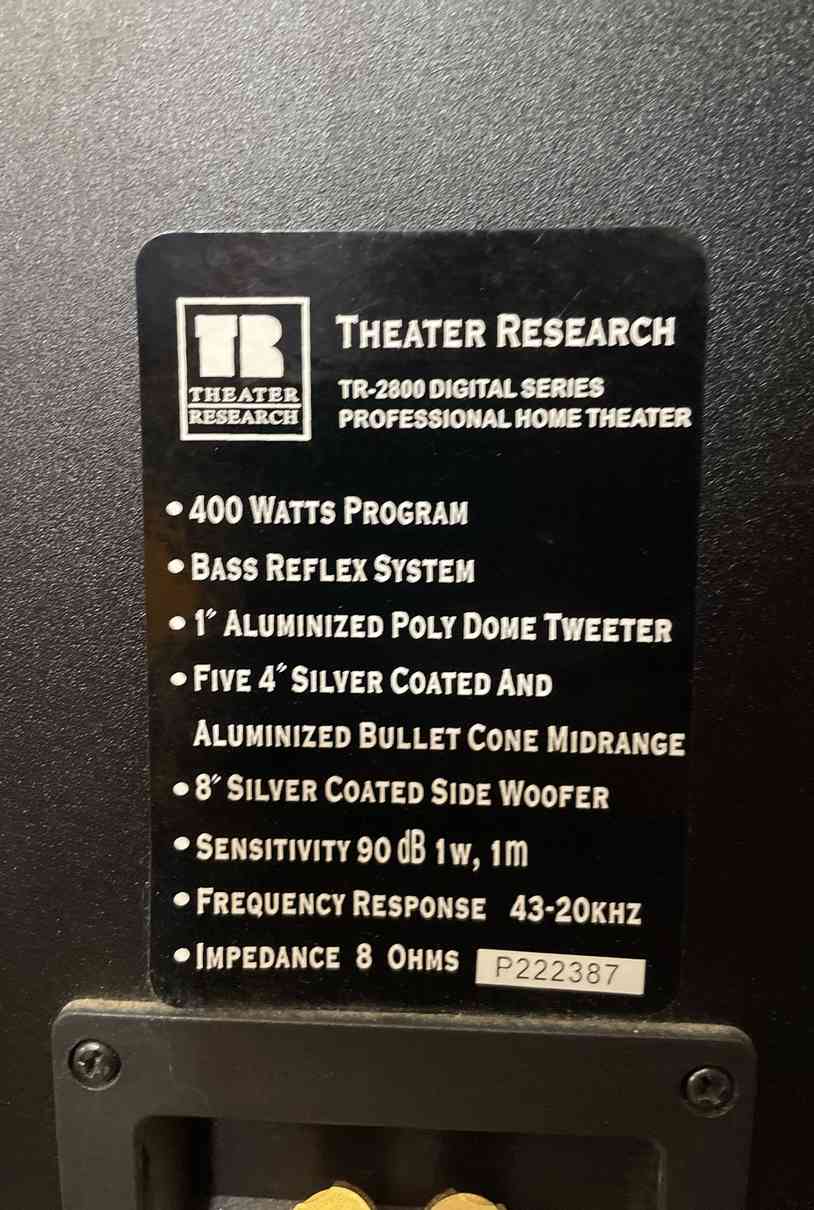 TR
THEATER
RESEARCH
THEATER RESEARCH
TR-2800 DIGITAL SERIES
PROFESSIONAL HOME THEATER
• 400 WATTS PROGRAM
• BASS REFLEX SYSTEM
• 1″ ALUMINIZED POLY DOME TWEETER
• FIVE 4″ SILVER COATED AND
ALUMINIZED BULLET CONE MIDRANGE
• 8″ SILVER COATED SIDE WOOFER
• SENSITIVITY 90 dB 1W, 1m
• FREQUENCY RESPONSE 43-20KHZ
• IMPEDANCE 8 OHMS P222387